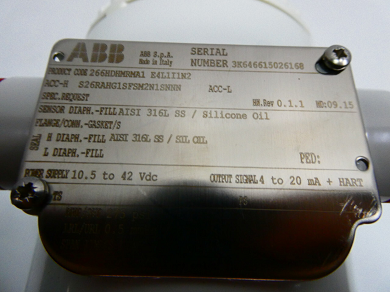 ABB ABB S.p.A. Made in Italy SERIAL NUMBER 3K646615026168
PRODUCT CODE 266HDHMSMA1 E4L1I1N2
ACC-H S26RAHG1SFSM2N1SNNN ACC-L
SPEC.REQUEST HW.Rev 0.1.1 MD:09.15
SENSOR DIAPH.-FILL AISI 316L SS / Silicone Oil
FLANGE/CONN.-GASKET/S
SEAL H DIAPH.-FILL AISI 316L SS / SIL OIL
L DIAPH.-FILL PED:
POWER SUPPLY 10.5 to 42 Vdc OUTPUT SIGNAL 4 to 20 mA + HART